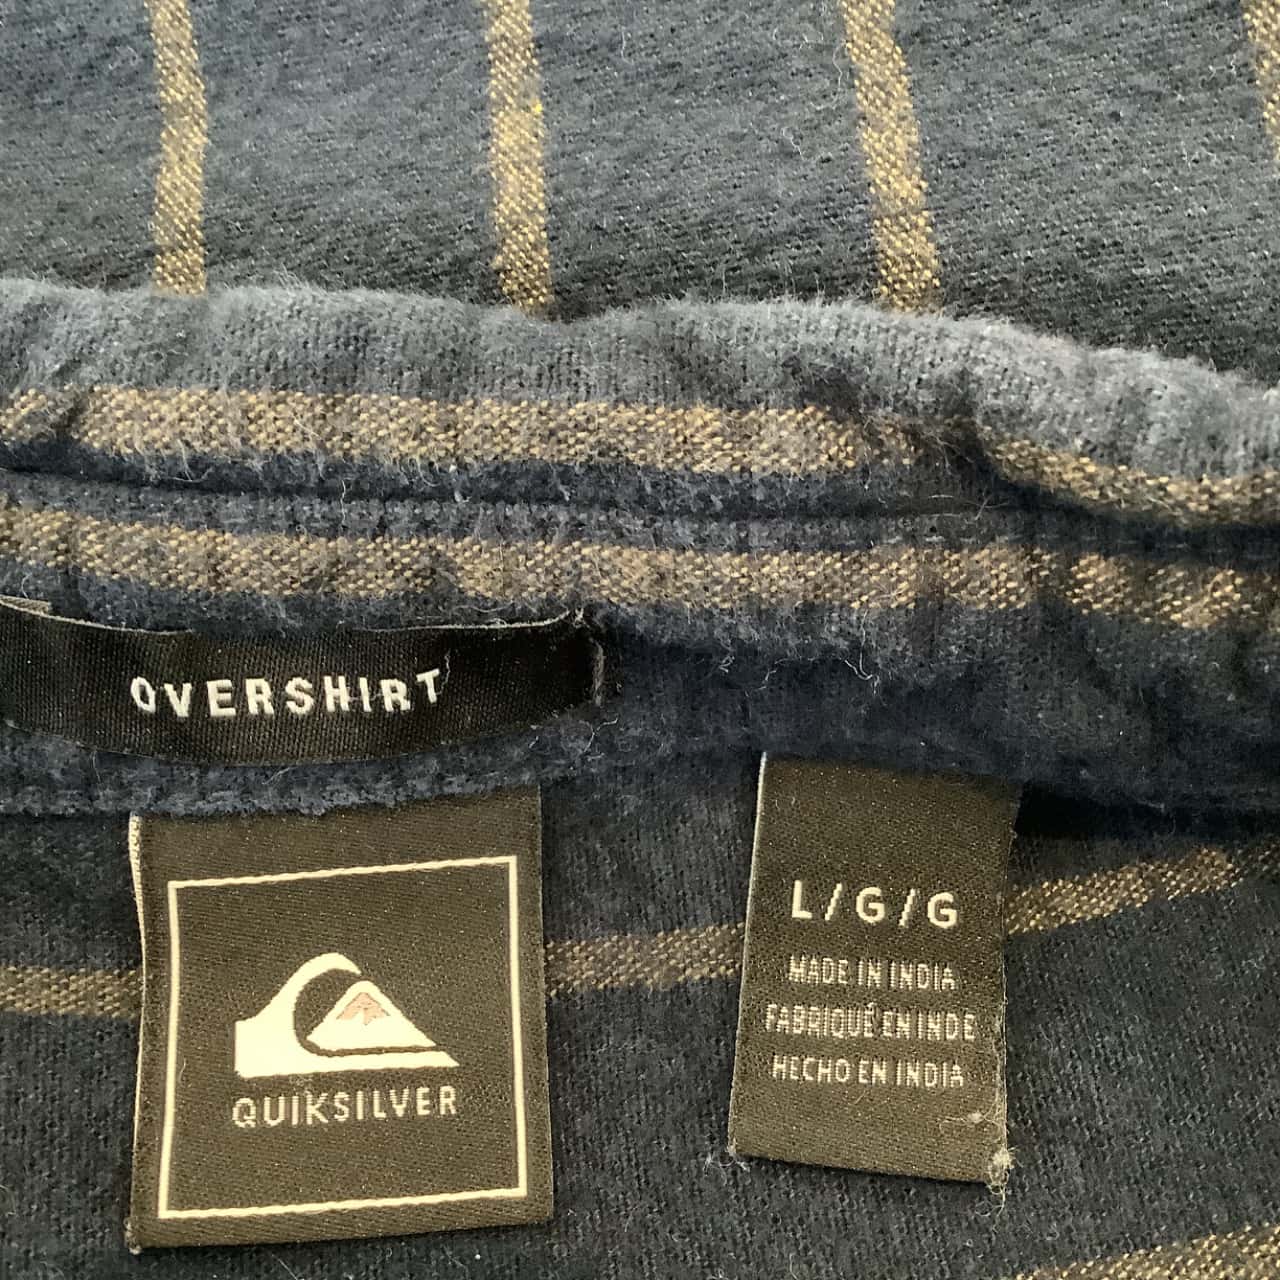 OVERSHIRT
QUIKSILVER
L/G/G
MADE IN INDIA
FABRIQUÉ EN INDE
HECHO EN INDIA